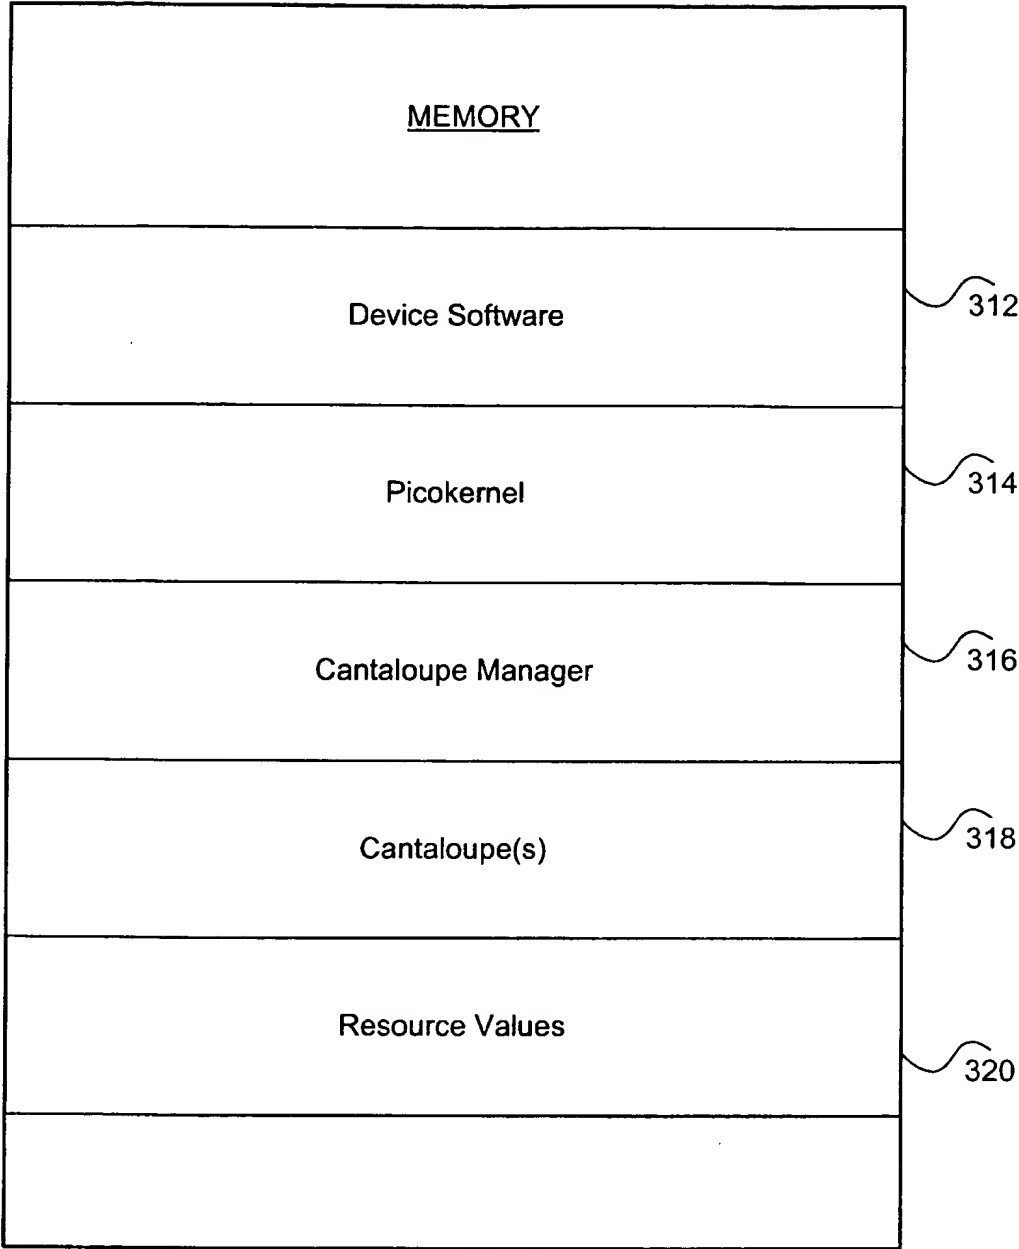 MEMORY
Device Software
312
Picokernel
314
Cantaloupe Manager
316
Cantaloupe(s)
318
Resource Values
320